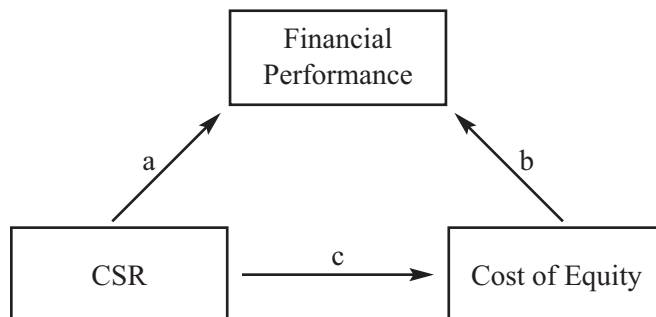 Financial
Performance
a
b
c
CSR
Cost of Equity